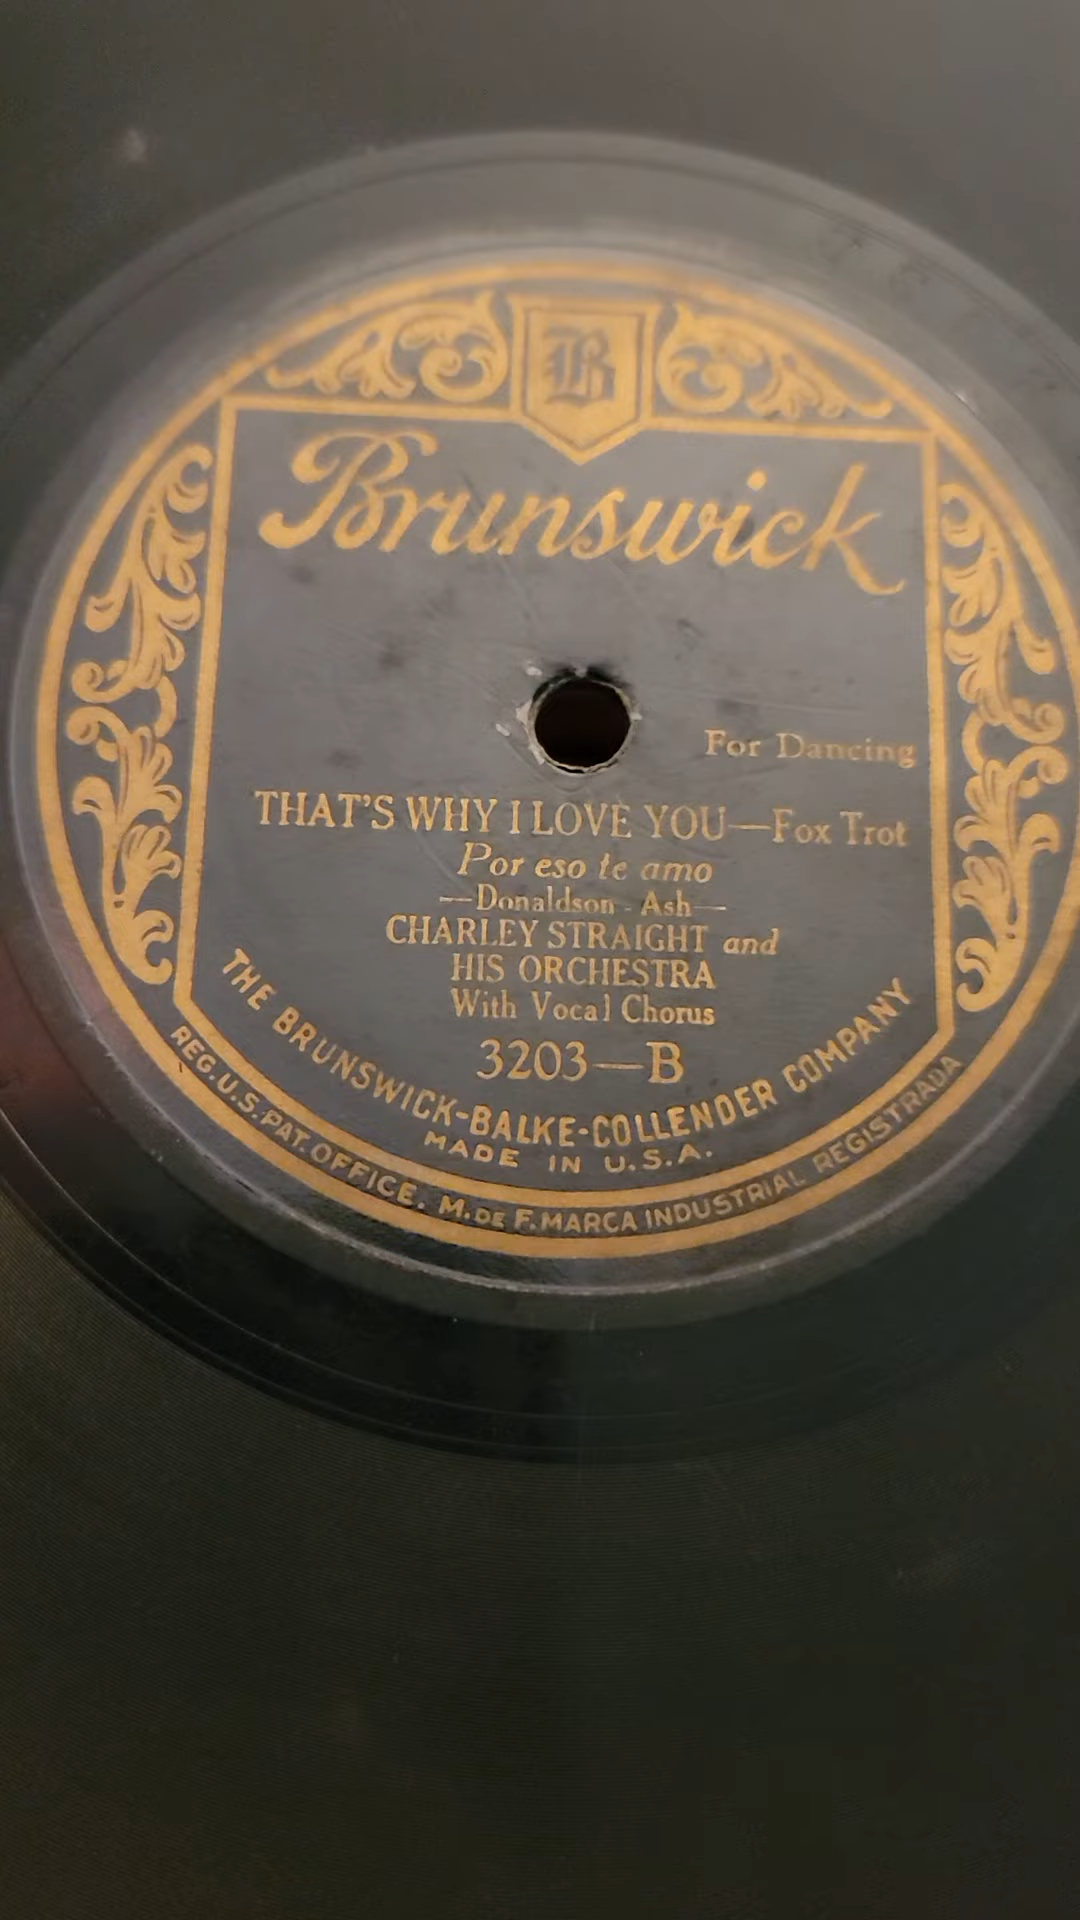 B
Brunswick
For Dancing
THAT'S WHY I LOVE YOU—Fox Trot
Por eso te amo
—Donaldson - Ash—
CHARLEY STRAIGHT and
HIS ORCHESTRA
With Vocal Chorus
3203—B
THE BRUNSWICK-BALKE-COLLENDER COMPANY
MADE IN U.S.A.
REG.U.S.PAT.OFFICE. M.DE F.MARCA INDUSTRIAL REGISTRADA